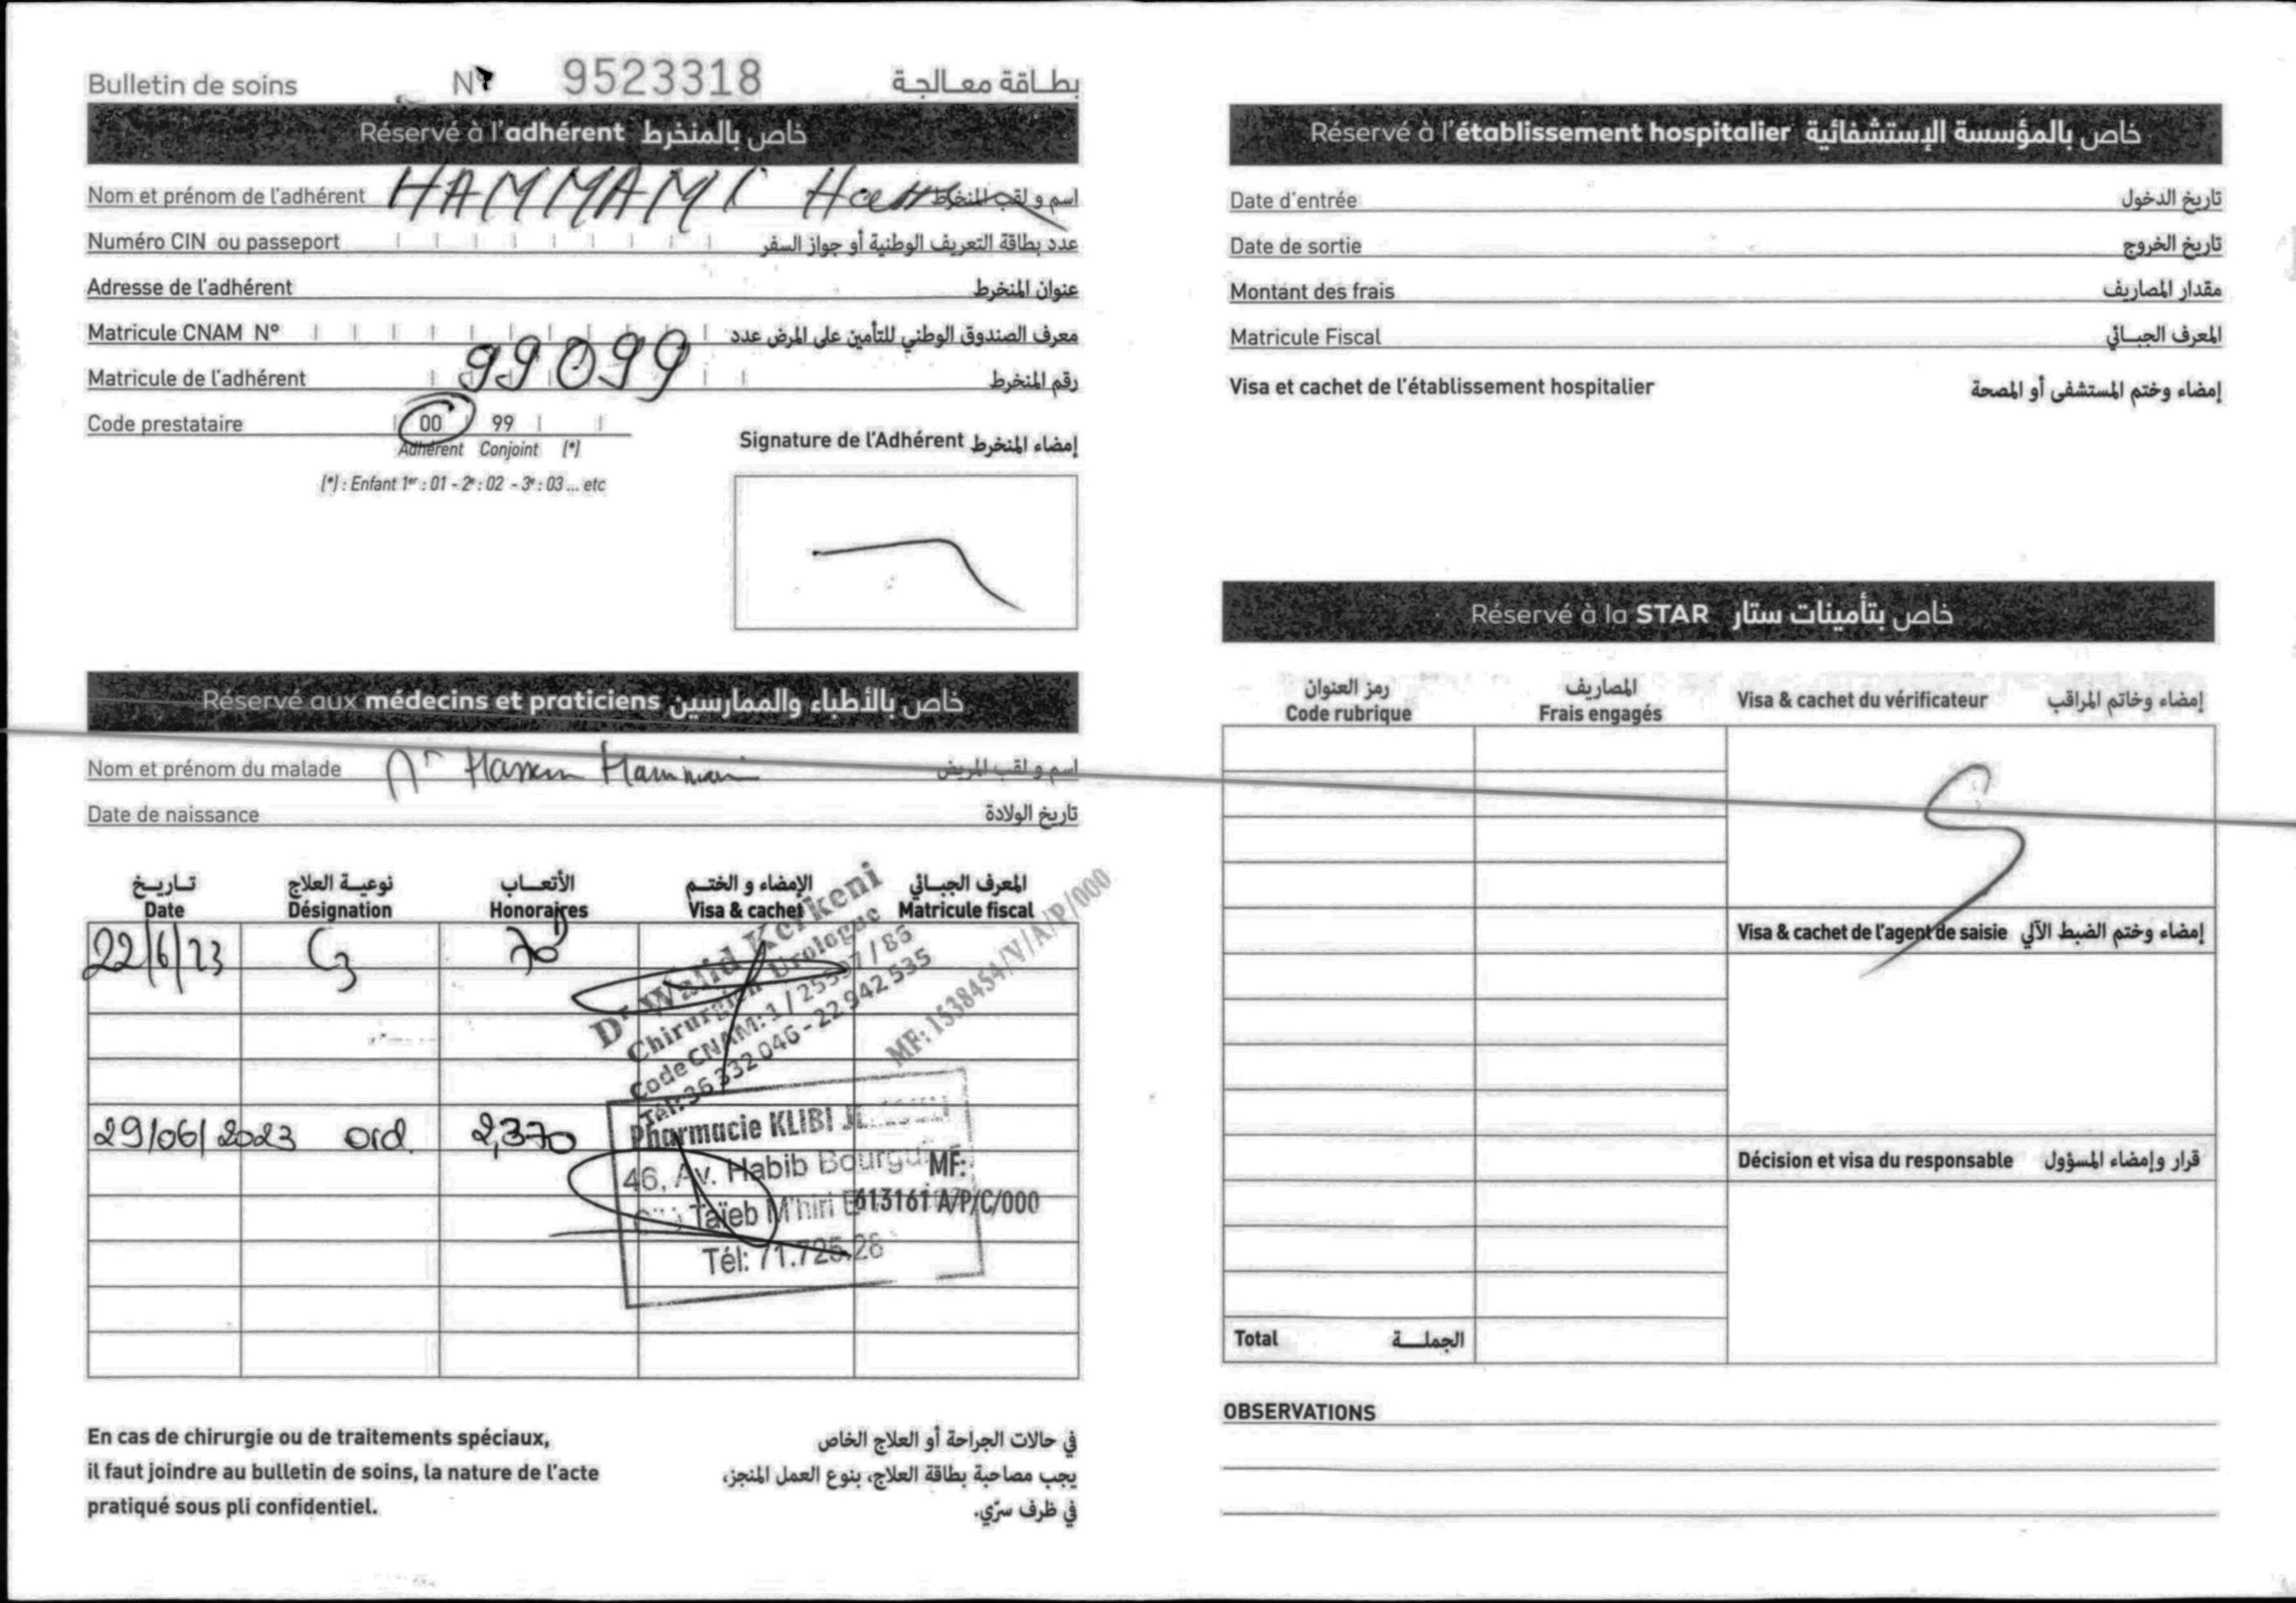 Bulletin de soins N° 9523318 بطاقة معالجة
Réservé à l'adhérent خاص بالمنخرط
Nom et prénom de l'adhérent HAMMAMI اسم و لقب المنخرط
Numéro CIN ou passeport عدد بطاقة التعريف الوطنية أو جواز السفر
Adresse de l'adhérent عنوان المنخرط
Matricule CNAM N° معرف الصندوق الوطني للتأمين على المرض عدد
Matricule de l'adhérent 99099 رقم المنخرط
Code prestataire 00 99
Adhérent Conjoint (*)
(*) : Enfant 1er : 01 - 2e : 02 - 3e : 03 ... etc
Signature de l'Adhérent إمضاء المنخرط
Réservé aux médecins et praticiens خاص بالأطباء والممارسين
Nom et prénom du malade Mr Hassen Hammami اسم و لقب المريض
Date de naissance تاريخ الولادة
تاريخ نوعية العلاج الأتعاب الإمضاء و الختم المعرف الجبائي
Date Désignation Honoraires Visa & cachet Matricule fiscal
22/6/23 C3 70
Dr Walid Kerkeni
Chirurgien Urologue
Code CNAM: 1 / 25597 / 86
Tél: 36 332 046 - 22 942 535
MF: 1538454/V/A/P/000
29/06/2023 ord 2,370
Pharmacie KLIBI
46, Av. Habib MF:
Taïeb M'hiri 613161 A/P/C/000
Tél: 71.725
En cas de chirurgie ou de traitements spéciaux,
il faut joindre au bulletin de soins, la nature de l'acte
pratiqué sous pli confidentiel.
في حالات الجراحة أو العلاج الخاص
يجب مصاحبة بطاقة العلاج، بنوع العمل المنجز،
في ظرف سرّي.
Réservé à l'établissement hospitalier خاص بالمؤسسة الإستشفائية
Date d'entrée تاريخ الدخول
Date de sortie تاريخ الخروج
Montant des frais مقدار المصاريف
Matricule Fiscal المعرف الجبائي
Visa et cachet de l'établissement hospitalier إمضاء وختم المستشفى أو المصحة
Réservé à la STAR خاص بتأمينات ستار
رمز العنوان المصاريف
Code rubrique Frais engagés Visa & cachet du vérificateur إمضاء وخاتم المراقب
Visa & cachet de l'agent de saisie إمضاء وختم الضبط الآلي
Décision et visa du responsable قرار وإمضاء المسؤول
Total الجملة
OBSERVATIONS